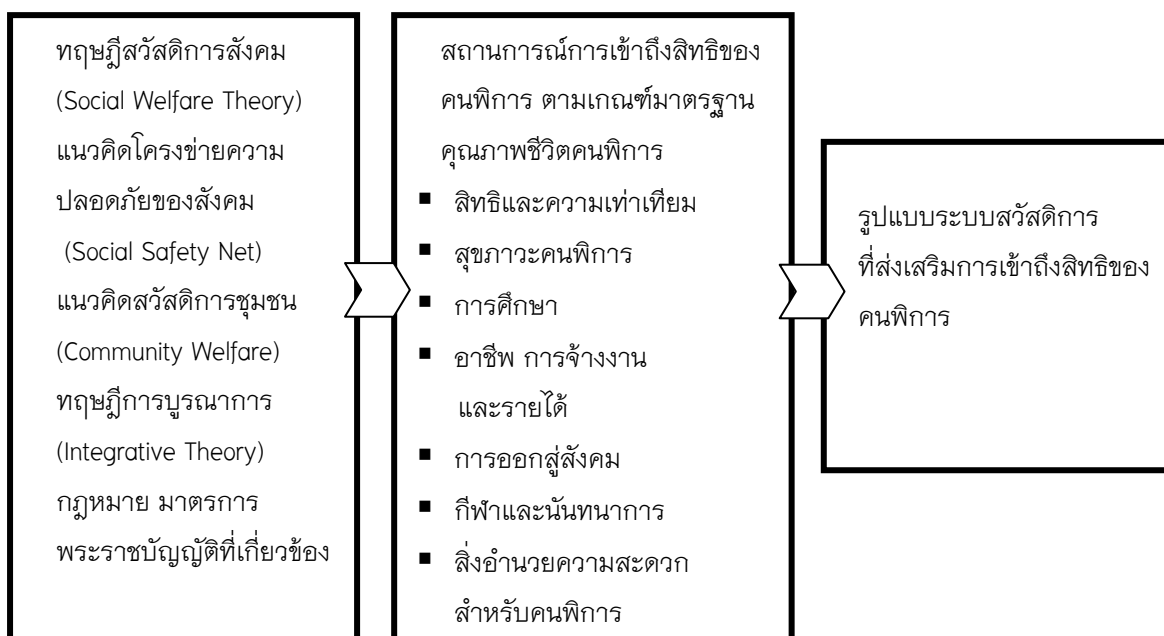 ทฤษฎีสวัสดิการสังคม
(Social Welfare Theory)
แนวคิดโครงข่ายความ
ปลอดภัยของสังคม
(Social Safety Net)
แนวคิดสวัสดิการชุมชน
(Community Welfare)
ทฤษฎีการบูรณาการ
(Integrative Theory)
กฎหมาย มาตรการ
พระราชบัญญัติที่เกี่ยวข้อง
สถานการณ์การเข้าถึงสิทธิของ
คนพิการ ตามเกณฑ์มาตรฐาน
คุณภาพชีวิตคนพิการ
▪ สิทธิและความเท่าเทียม
▪ สุขภาวะคนพิการ
▪ การศึกษา
▪ อาชีพ การจ้างงาน
และรายได้
▪ การออกสู่สังคม
▪ กีฬาและนันทนาการ
▪ สิ่งอำนวยความสะดวก
สำหรับคนพิการ
รูปแบบระบบสวัสดิการ
ที่ส่งเสริมการเข้าถึงสิทธิของ
คนพิการ